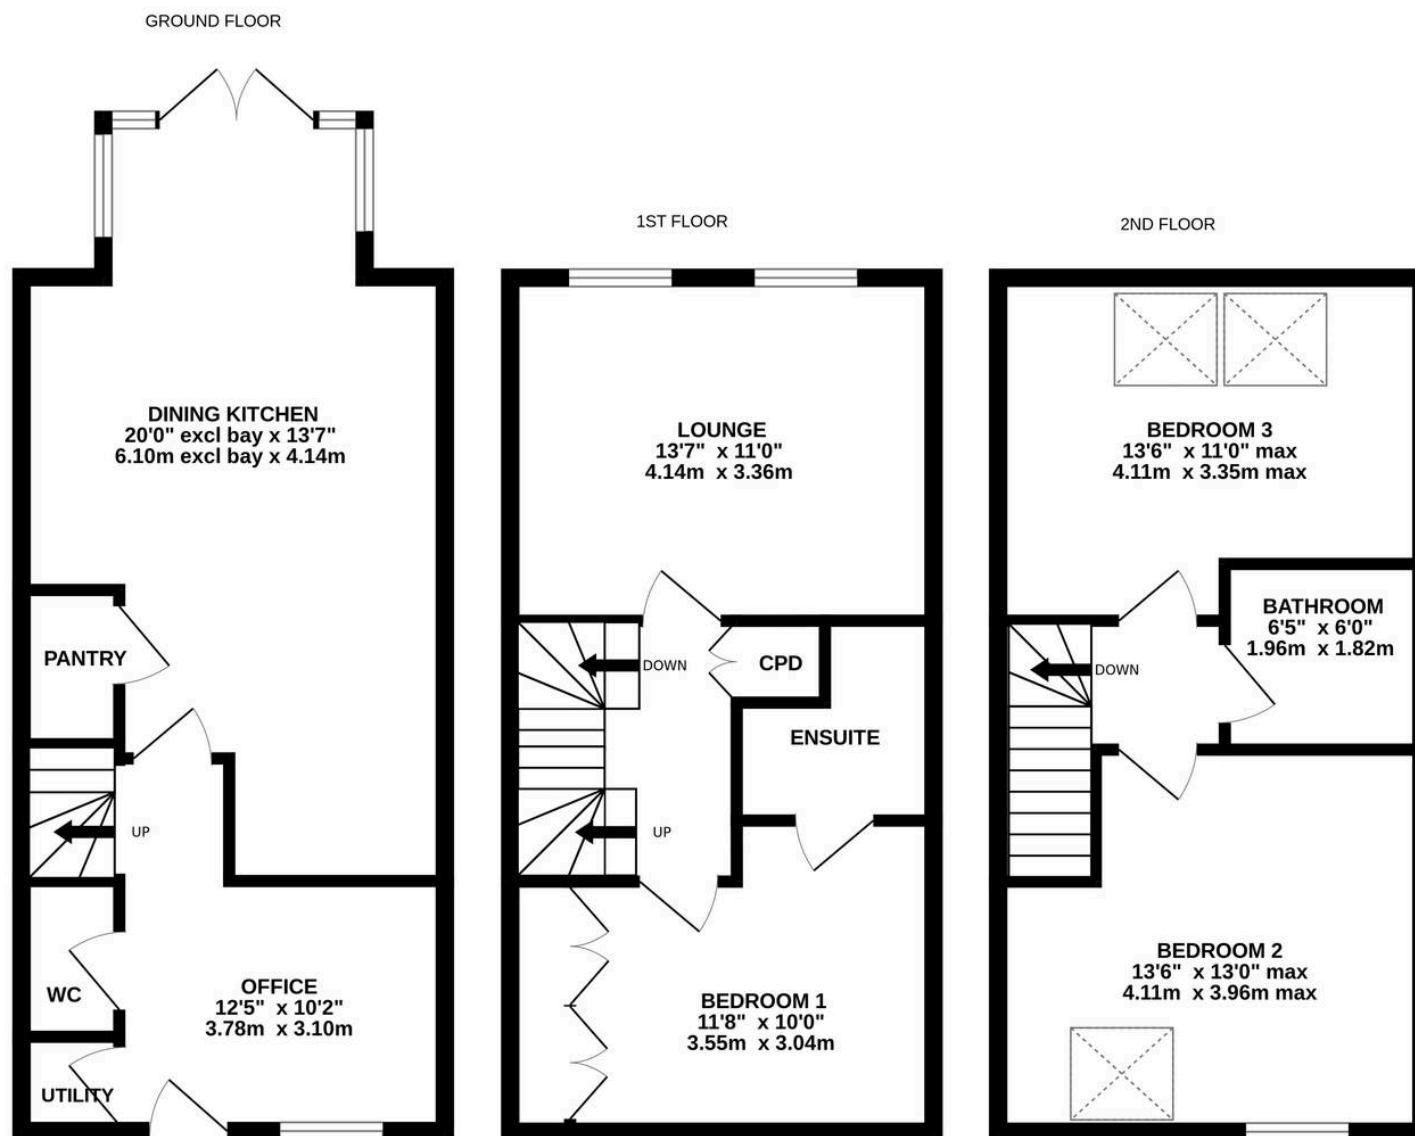 GROUND FLOOR
DINING KITCHEN
20'0" excl bay x 13'7"
6.10m excl bay x 4.14m
PANTRY
UP
WC
OFFICE
12'5" x 10'2"
3.78m x 3.10m
UTILITY
1ST FLOOR
LOUNGE
13'7" x 11'0"
4.14m x 3.36m
DOWN
CPD
ENSUITE
UP
BEDROOM 1
11'8" x 10'0"
3.55m x 3.04m
2ND FLOOR
BEDROOM 3
13'6" x 11'0" max
4.11m x 3.35m max
BATHROOM
6'5" x 6'0"
1.96m x 1.82m
DOWN
BEDROOM 2
13'6" x 13'0" max
4.11m x 3.96m max